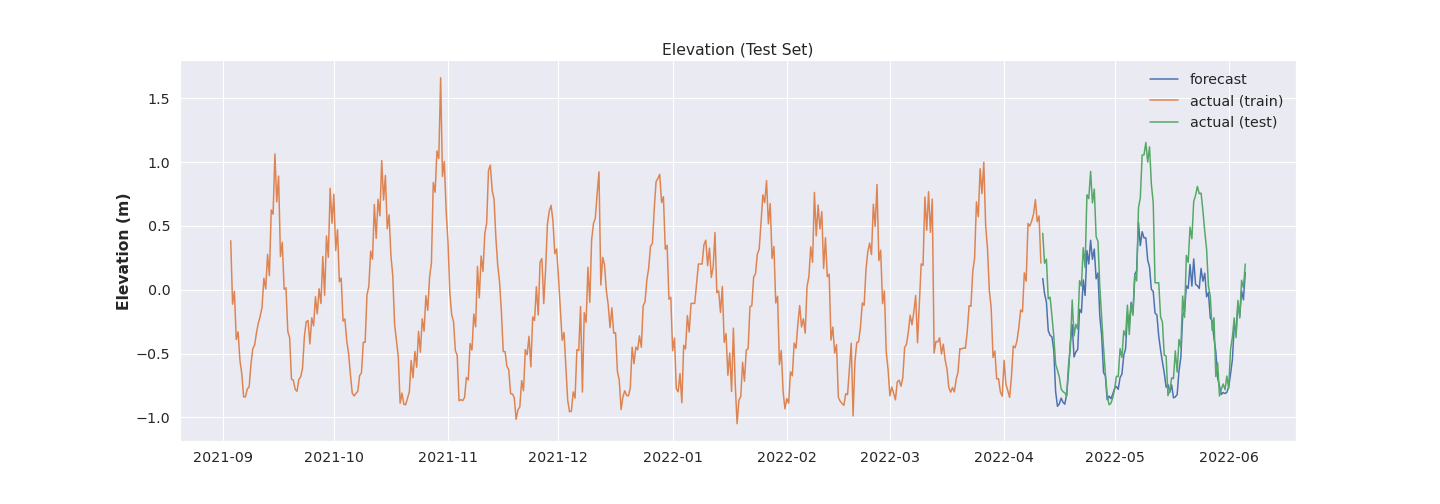 Elevation (Test Set)
forecast
actual (train)
actual (test)
Elevation (m)
1.5
1.0
0.5
0.0
−0.5
−1.0
2021-09 2021-10 2021-11 2021-12 2022-01 2022-02 2022-03 2022-04 2022-05 2022-06